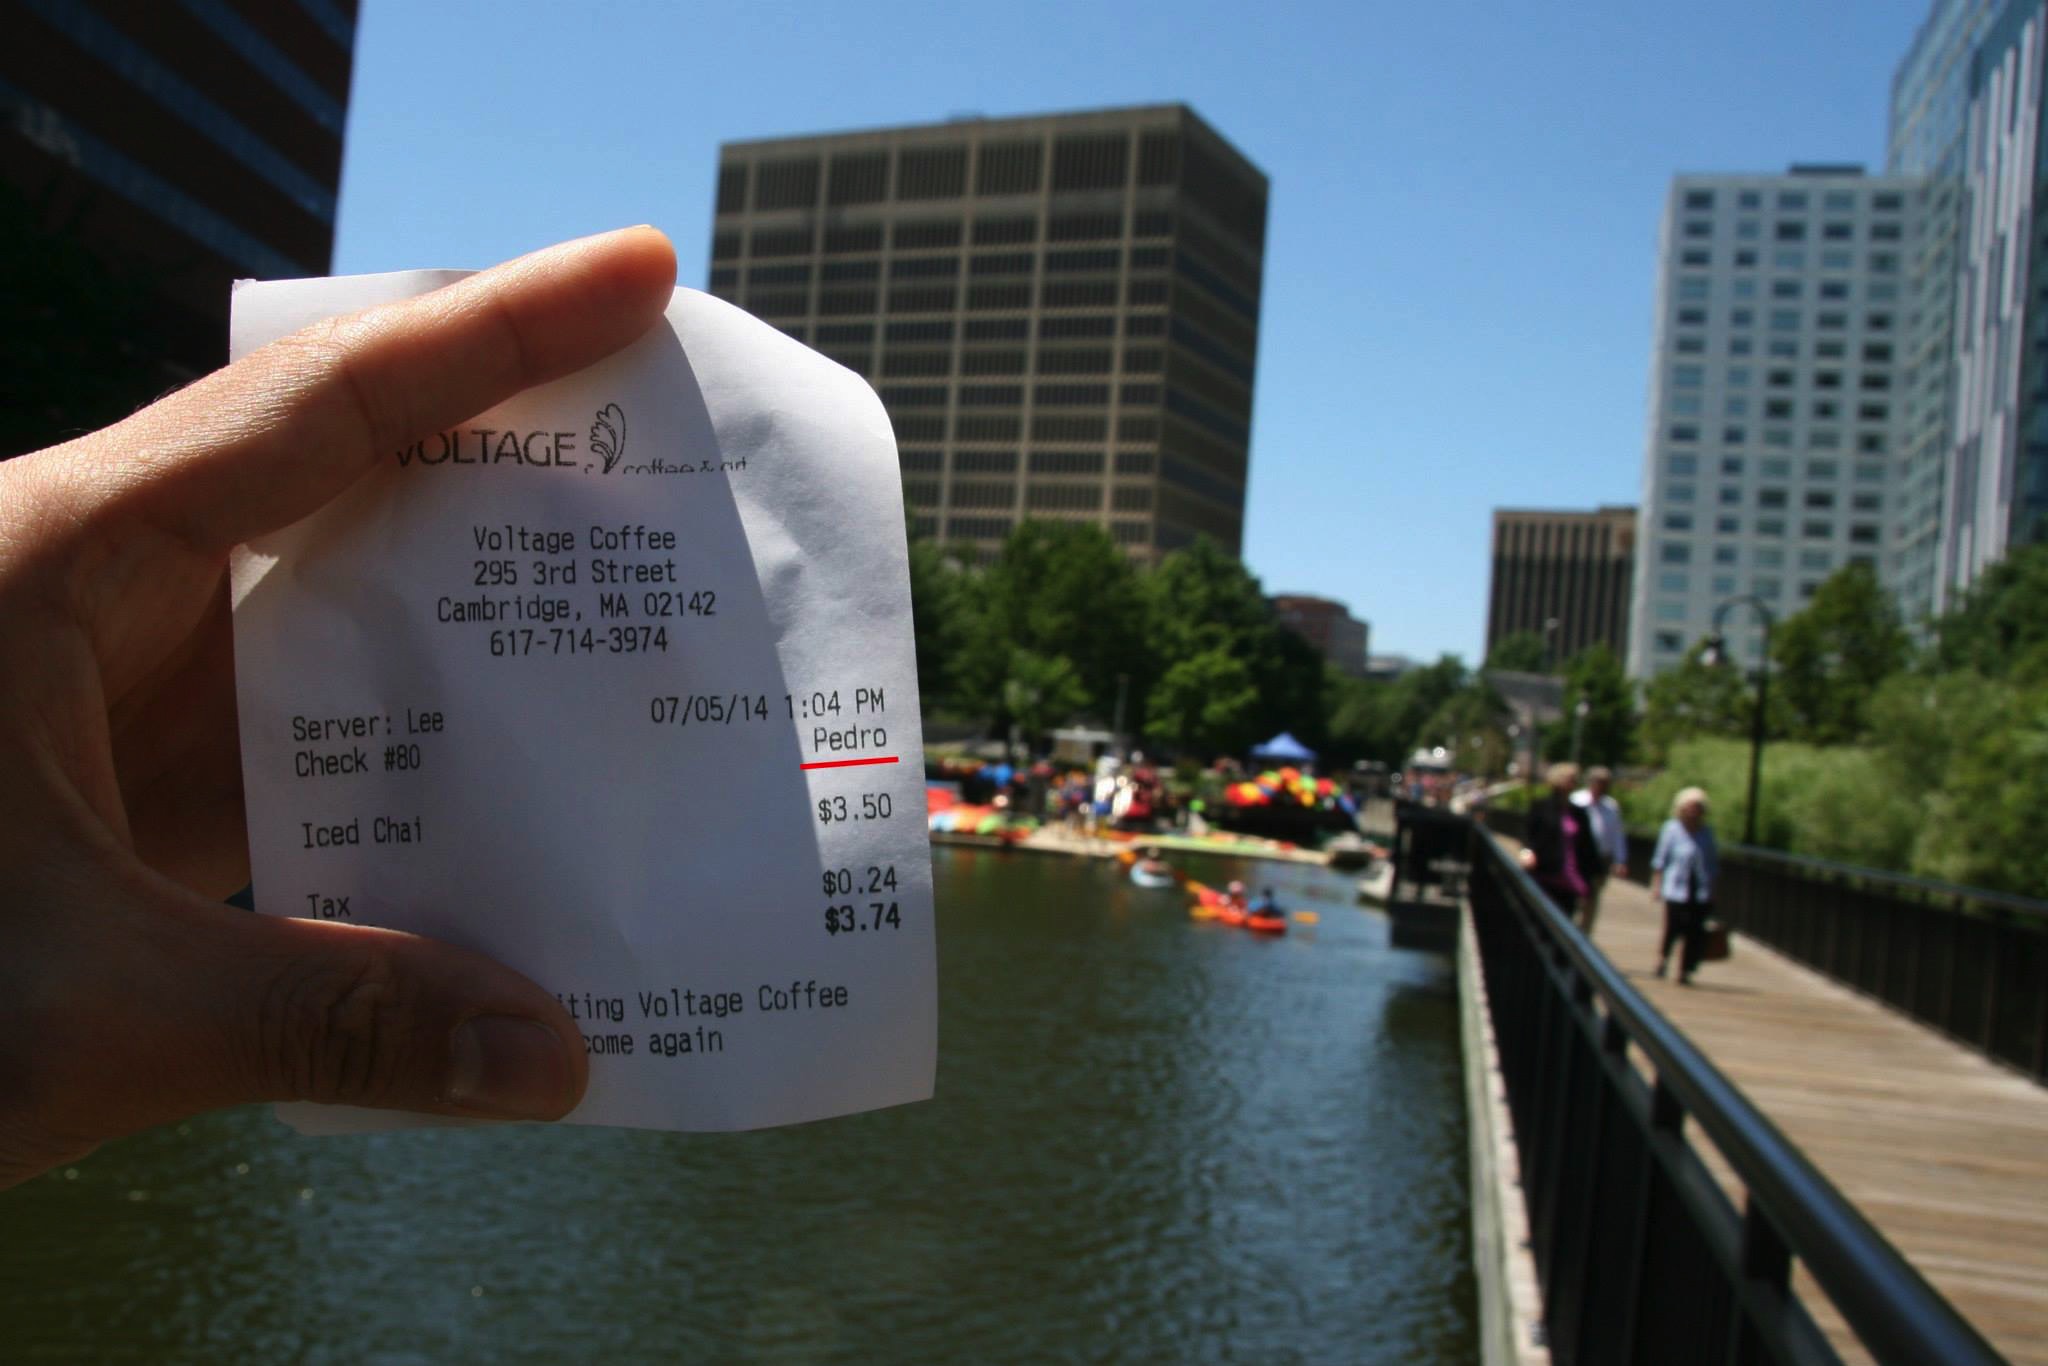 VOLTAGE
coffee & art
Voltage Coffee
295 3rd Street
Cambridge, MA 02142
617-714-3974
07/05/14 1:04 PM
Server: Lee
Pedro
Check #80
$3.50
Iced Chai
$0.24
Tax
$3.74
iting Voltage Coffee
come again